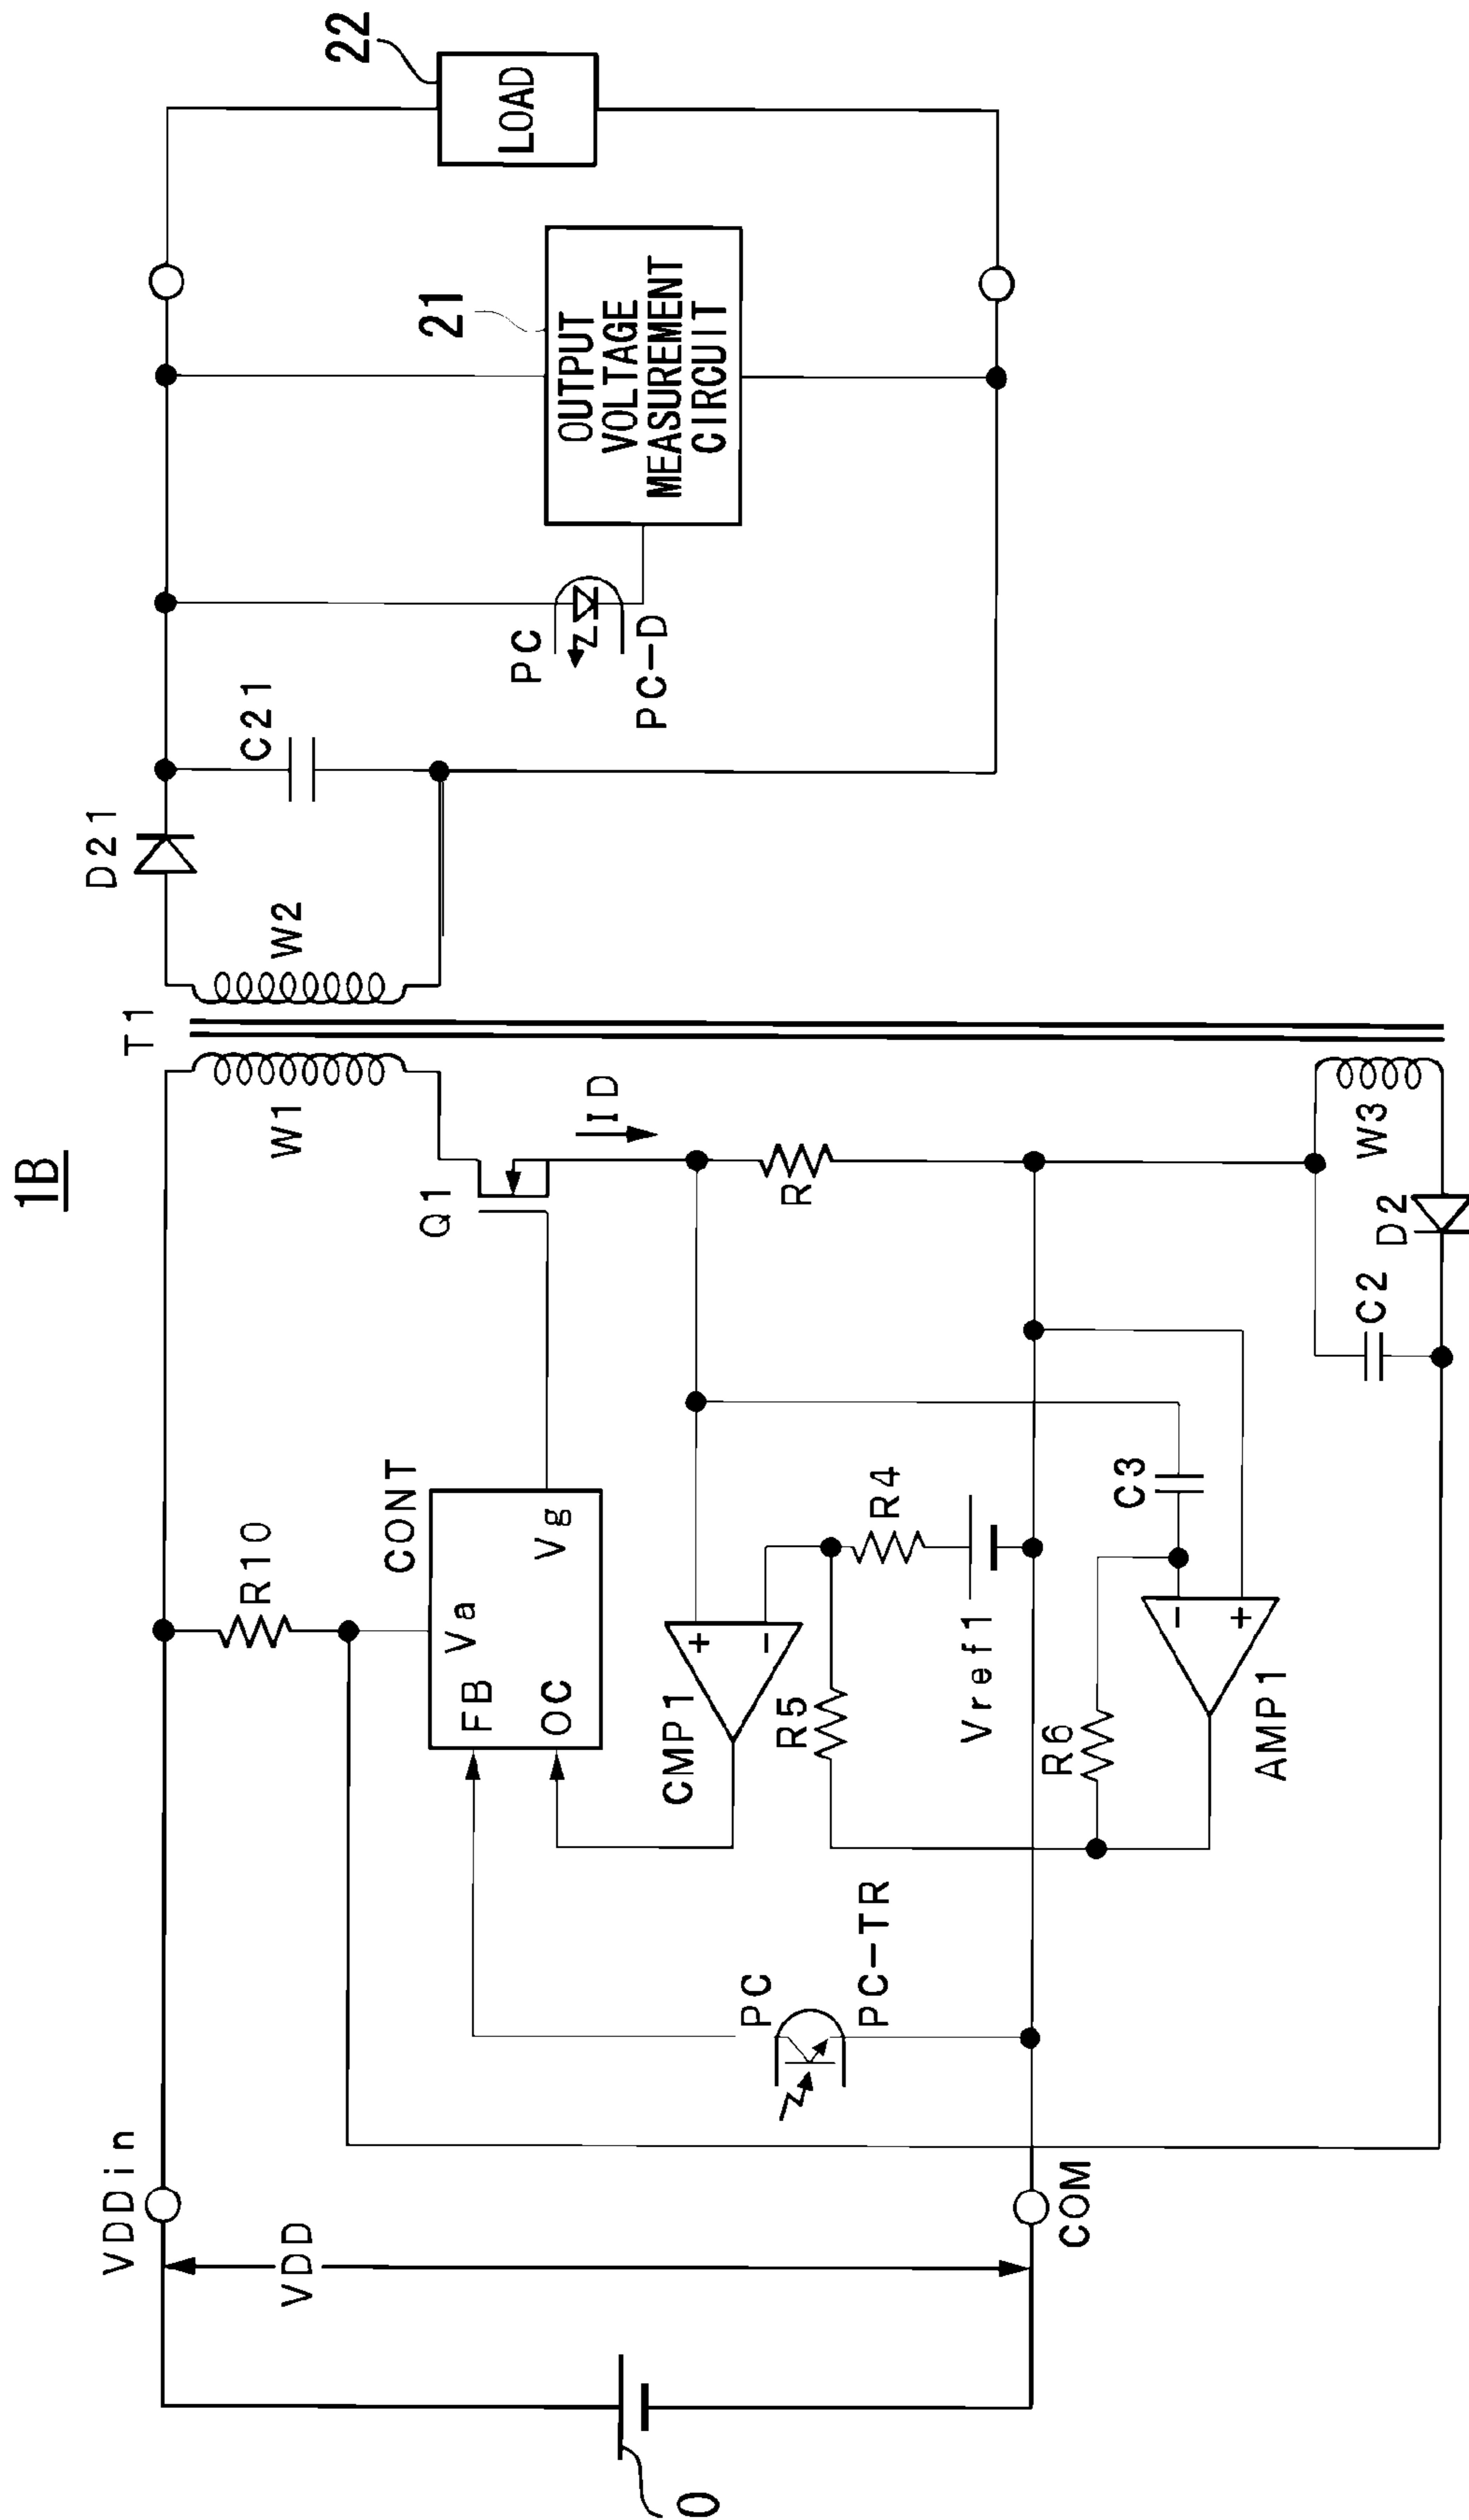 1B
VDDin
VDD
0
COM
R10
CONT
Va
FB
OC
Vg
Q1
ID
R
CMP1
+
-
R4
R5
Vref1
C3
R6
-
+
AMP1
PC
PC-TR
C2
D2
W3
T1
W1
W2
D21
C21
PC
PC-D
21
OUTPUT
VOLTAGE
MEASUREMENT
CIRCUIT
22
LOAD